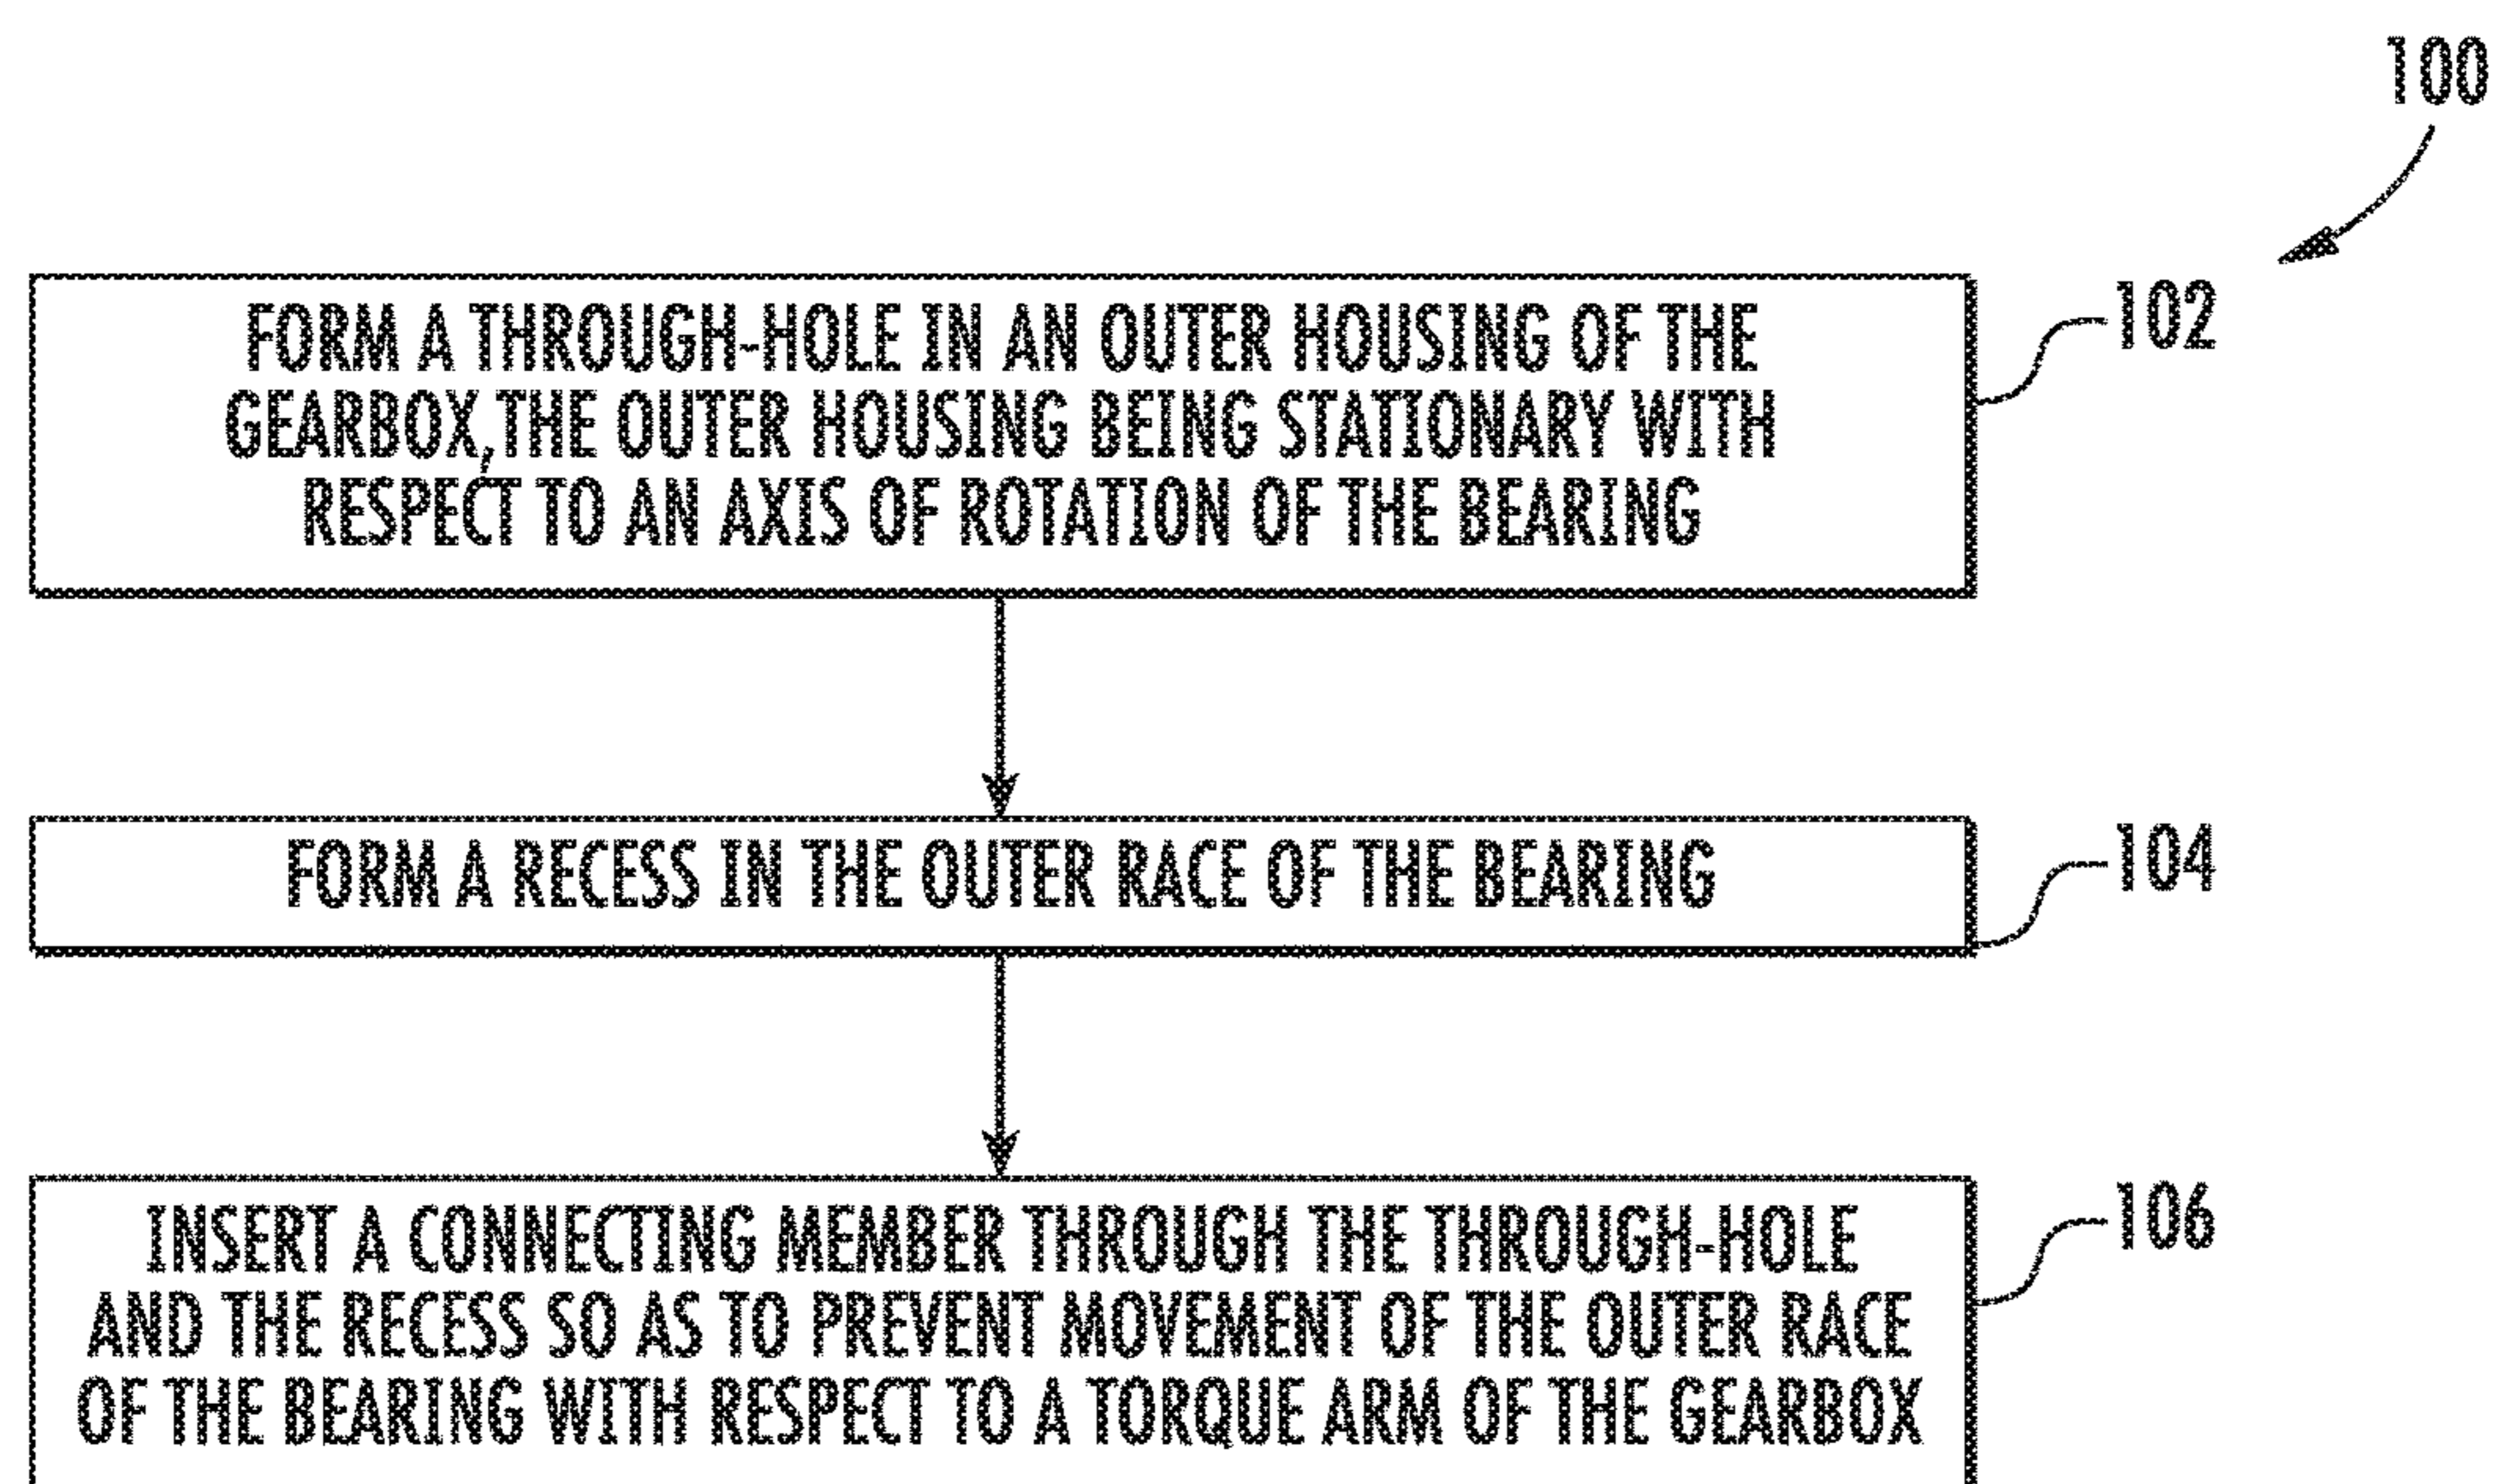 100
FORM A THROUGH-HOLE IN AN OUTER HOUSING OF THE
GEARBOX, THE OUTER HOUSING BEING STATIONARY WITH
RESPECT TO AN AXIS OF ROTATION OF THE BEARING
102
FORM A RECESS IN THE OUTER RACE OF THE BEARING
104
INSERT A CONNECTING MEMBER THROUGH THE THROUGH-HOLE
AND THE RECESS SO AS TO PREVENT MOVEMENT OF THE OUTER RACE
OF THE BEARING WITH RESPECT TO A TORQUE ARM OF THE GEARBOX
106